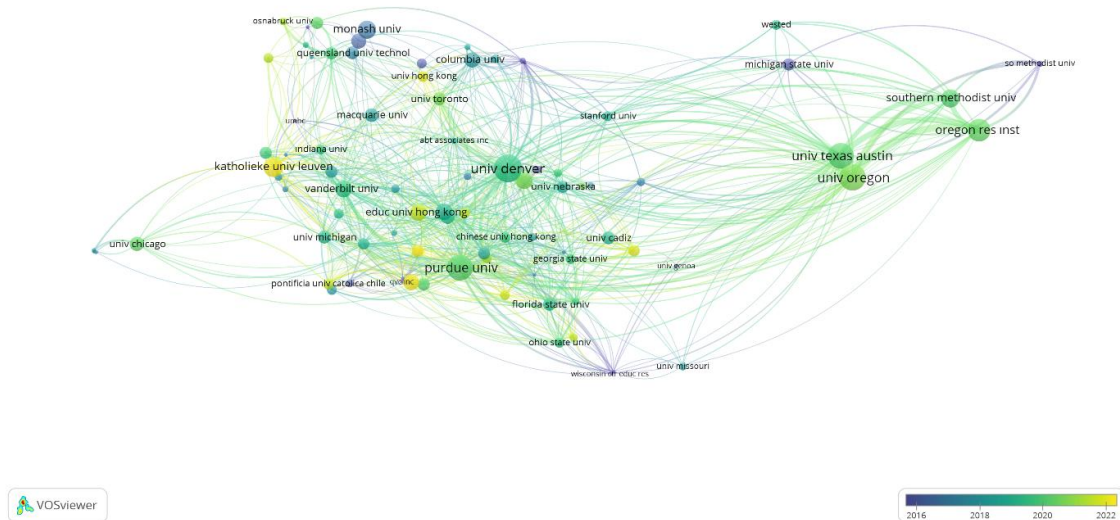 osnabruck univ
monash univ
queensland univ technol
columbia univ
univ hong kong
univ toronto
macquarie univ
wested
michigan state univ
so methodist univ
southern methodist univ
oregon res inst
stanford univ
abt associates inc
indiana univ
katholieke univ leuven
vanderbilt univ
univ denver
univ nebraska
univ texas austin
univ oregon
educ univ hong kong
univ chicago
univ michigan
chinese univ hong kong
univ cadiz
georgia state univ
purdue univ
univ genoa
pontificia univ catolica chile
florida state univ
ohio state univ
wisconsin ctr educ res
univ missouri
VOSviewer
2016 2018 2020 2022